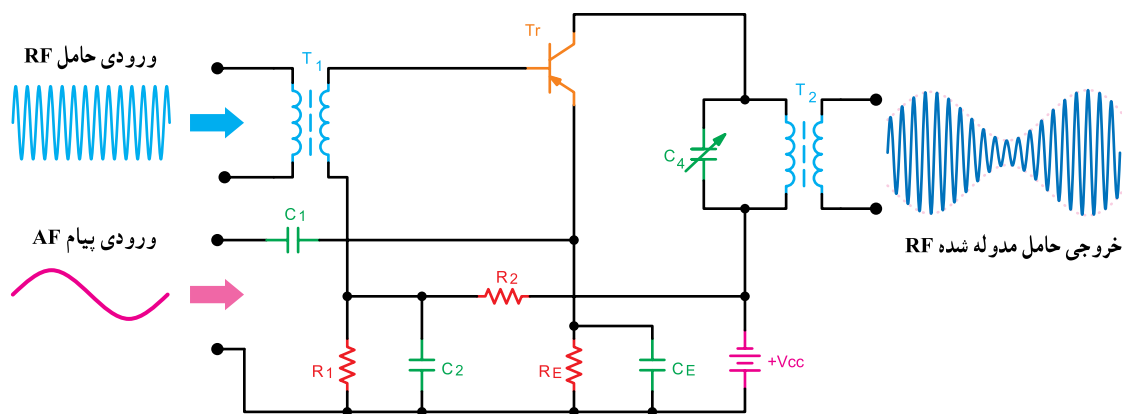 ورودی حامل RF
ورودی پیام AF
T1
C1
Tr
R2
R1
C2
RE
CE
C4
T2
+Vcc
خروجی حامل مدوله شده RF